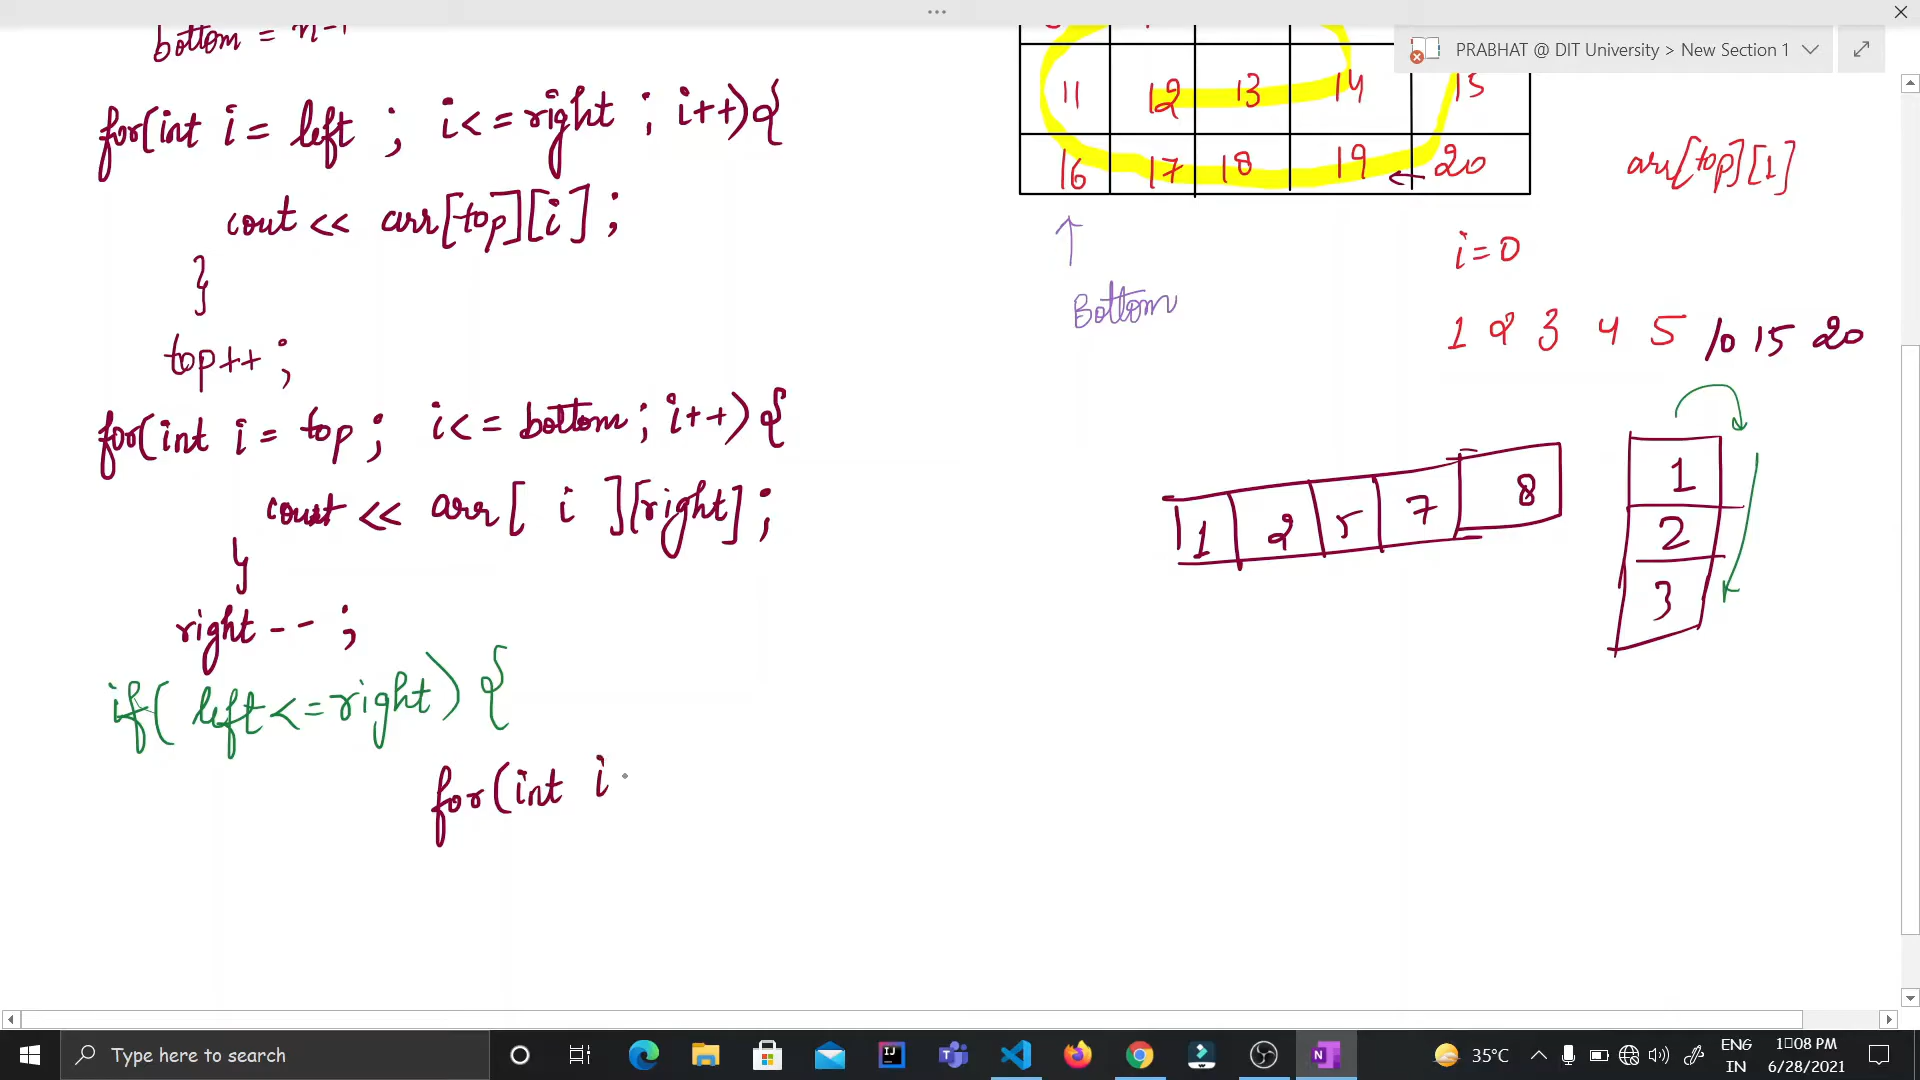 bottom = n-1
PRABHAT @ DIT University > New Section 1
for(int i = left ; i<=right ; i++){
cout << arr[top][i] ;
}
top++ ;
for(int i = top ; i<= bottom ; i++){
cout << arr[ i ][right] ;
}
right -- ;
if( left <= right ) {
for(int i
11 12 13 14 15
16 17 18 19 20
Bottom
arr[top][1]
i = 0
1 2 3 4 5 10 15 20
1 2 5 7 8
1
2
3
Type here to search
35°C
ENG
IN
1:08 PM
6/28/2021